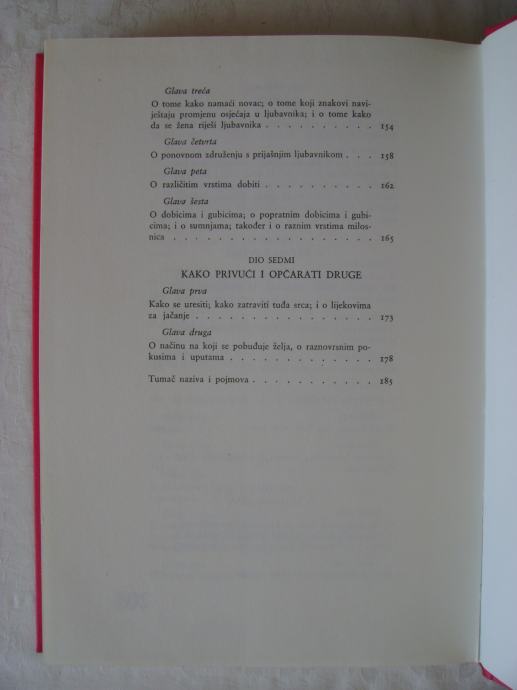 Glava treća
O tome kako namaći novac; o tome koji znakovi navi-
ještaju promjenu osjećaja u ljubavnika; i o tome kako
da se žena riješi ljubavnika . . . . . . . . . . 154
Glava četvrta
O ponovnom združenju s prijašnjim ljubavnikom . . . 158
Glava peta
O različitim vrstima dobiti . . . . . . . . . . 162
Glava šesta
O dobicima i gubicima; o popratnim dobicima i gubi-
cima; i o sumnjama; također i o raznim vrstima milos-
nica . . . . . . . . . . . . . . . . . . 165
DIO SEDMI
KAKO PRIVUĆI I OPČARATI DRUGE
Glava prva
Kako se uresiti; kako zatraviti tuđa srca; i o lijekovima
za jačanje . . . . . . . . . . . . . . . 173
Glava druga
O načinu na koji se pobuđuje želja, o raznovrsnim po-
kusima i uputama . . . . . . . . . . . . . 178
Tumač naziva i pojmova . . . . . . . . . . . 185